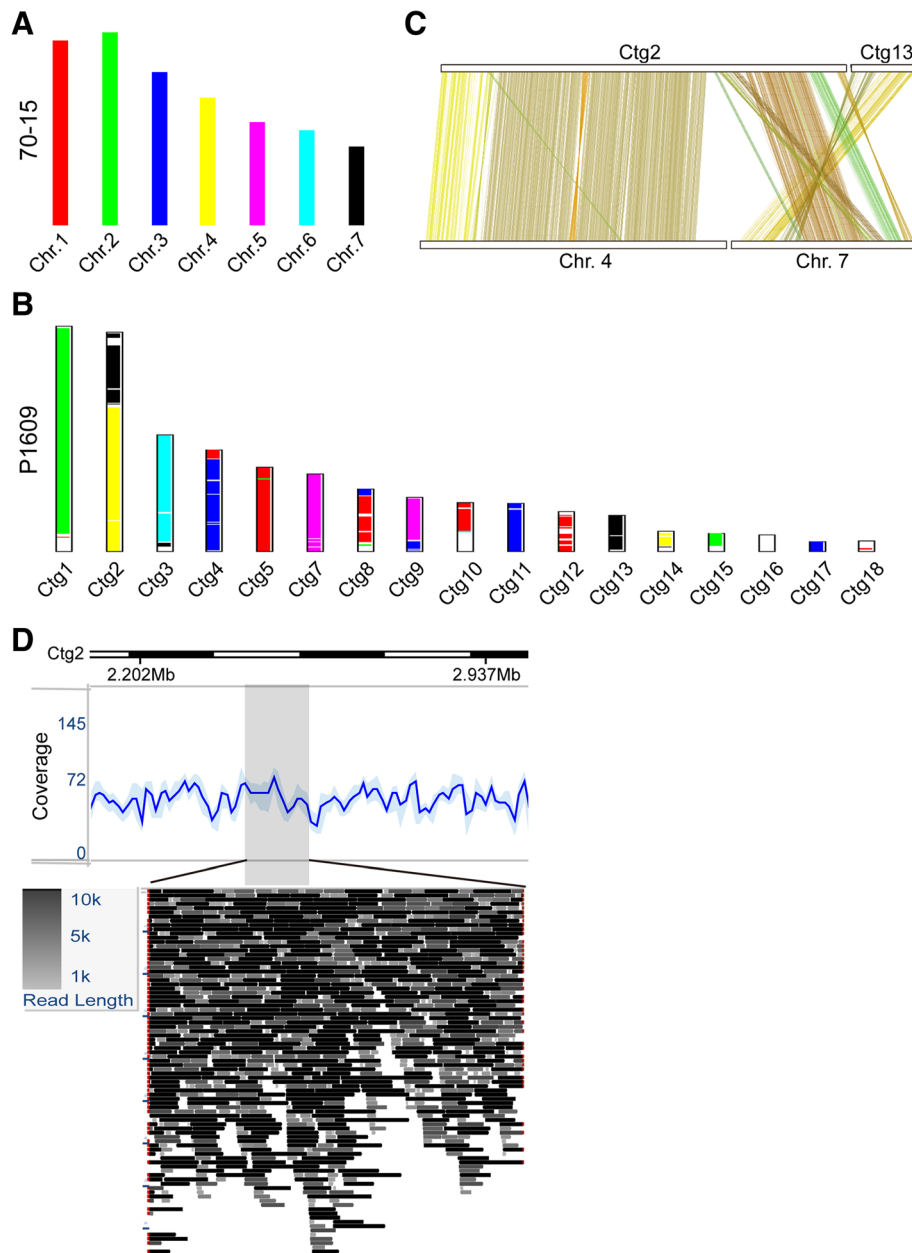 A
70-15
Chr.1
Chr.2
Chr.3
Chr.4
Chr.5
Chr.6
Chr.7
C
Ctg2
Ctg13
Chr. 4
Chr. 7
B
P1609
Ctg1
Ctg2
Ctg3
Ctg4
Ctg5
Ctg7
Ctg8
Ctg9
Ctg10
Ctg11
Ctg12
Ctg13
Ctg14
Ctg15
Ctg16
Ctg17
Ctg18
D
Ctg2
2.202Mb
2.937Mb
Coverage
145
72
0
10k
5k
1k
Read Length